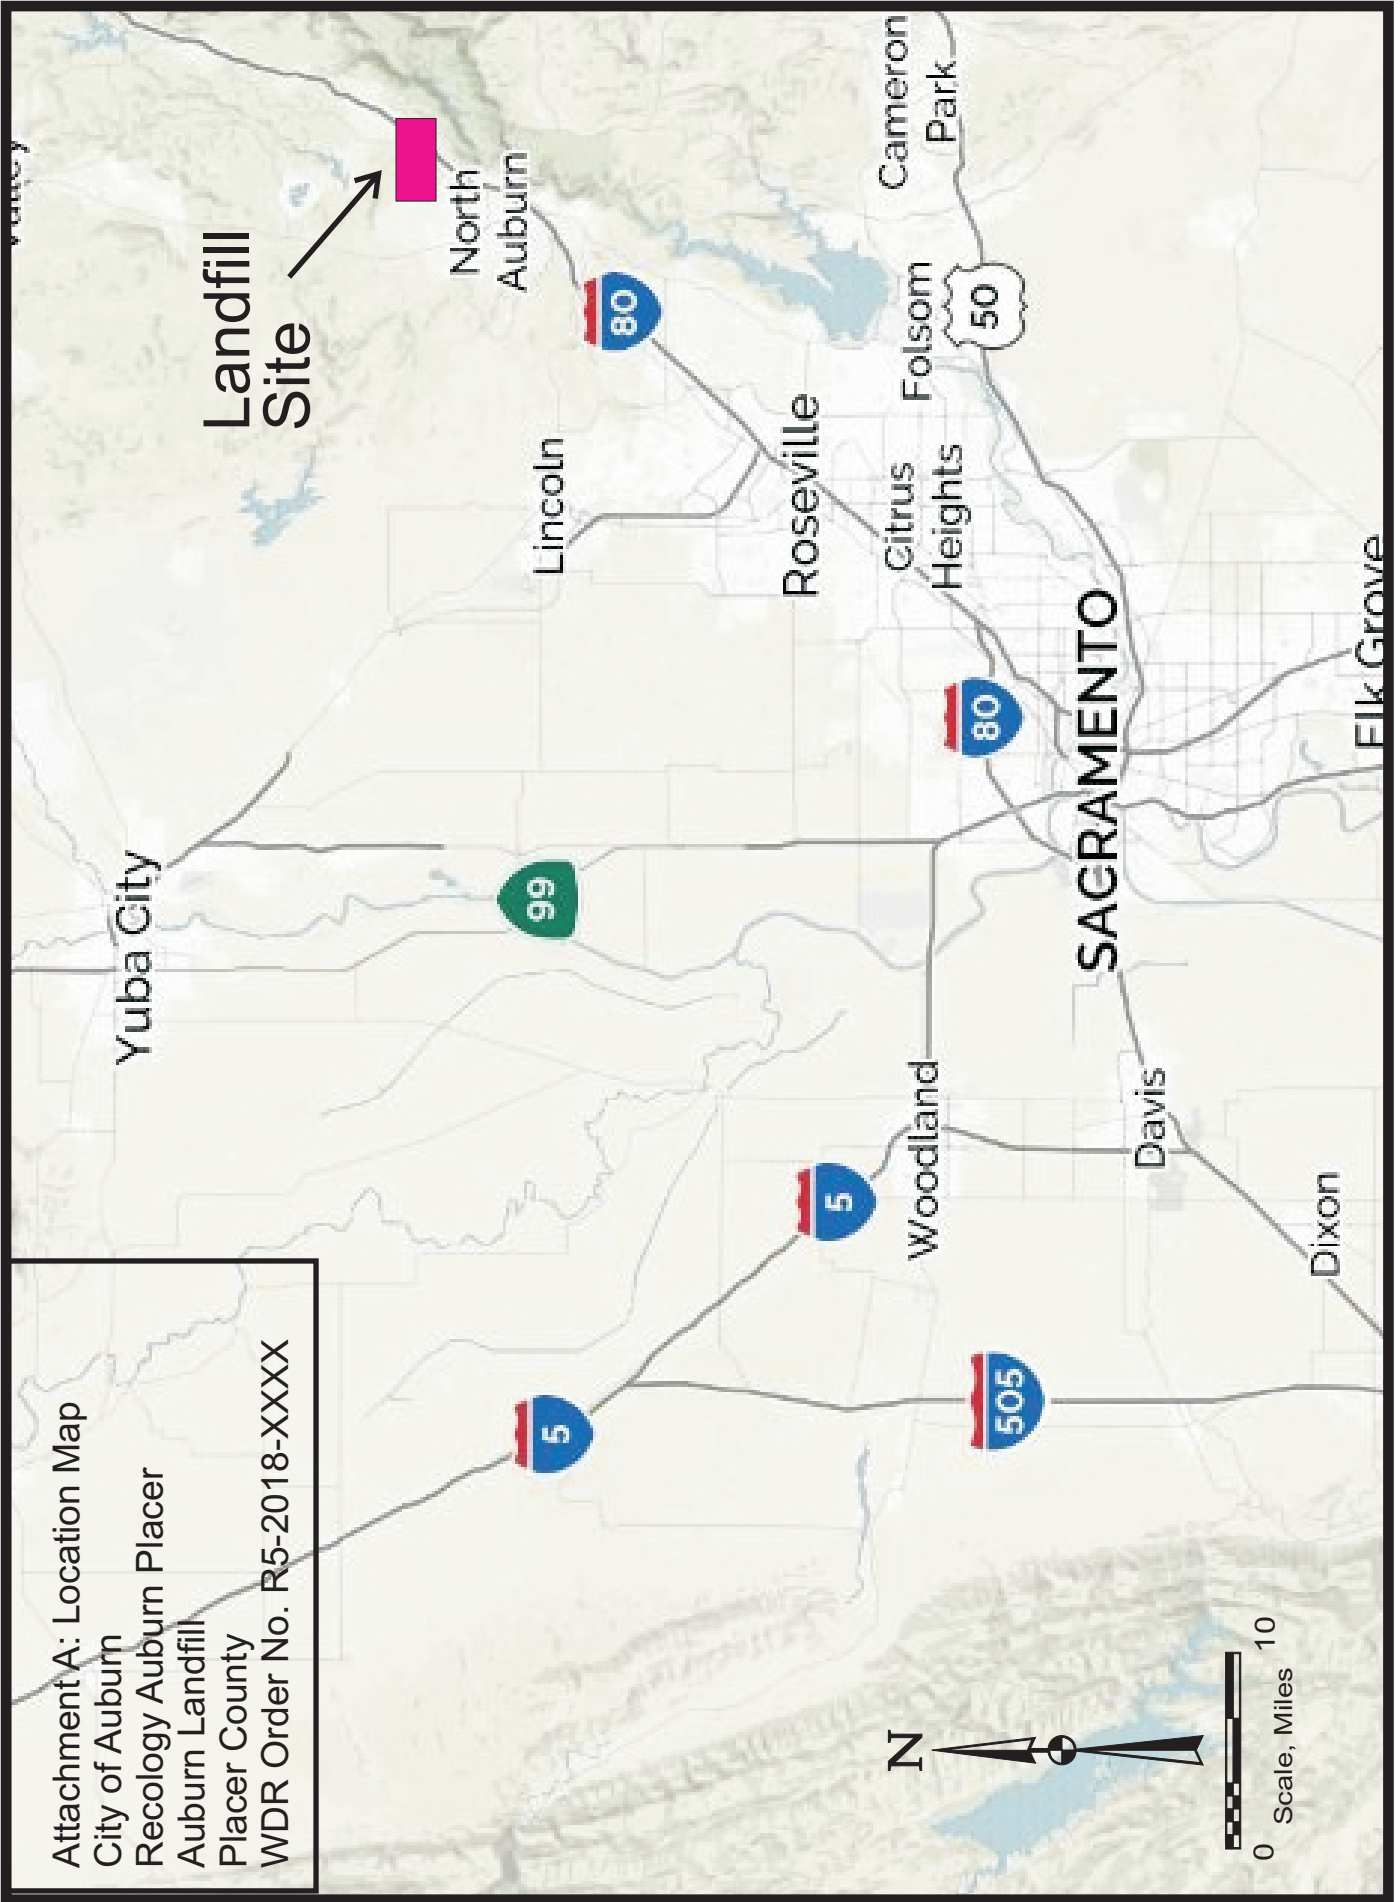 Attachment A: Location Map
City of Auburn
Recology Auburn Placer
Auburn Landfill
Placer County
WDR Order No. R5-2018-XXXX
Landfill
Site
Yuba City
North
Auburn
80
99
Lincoln
5
Roseville
5
Cameron
Park
Folsom
50
Citrus
Heights
80
Woodland
505
SACRAMENTO
Davis
Dixon
Elk Grove
N
0
10
Scale, Miles